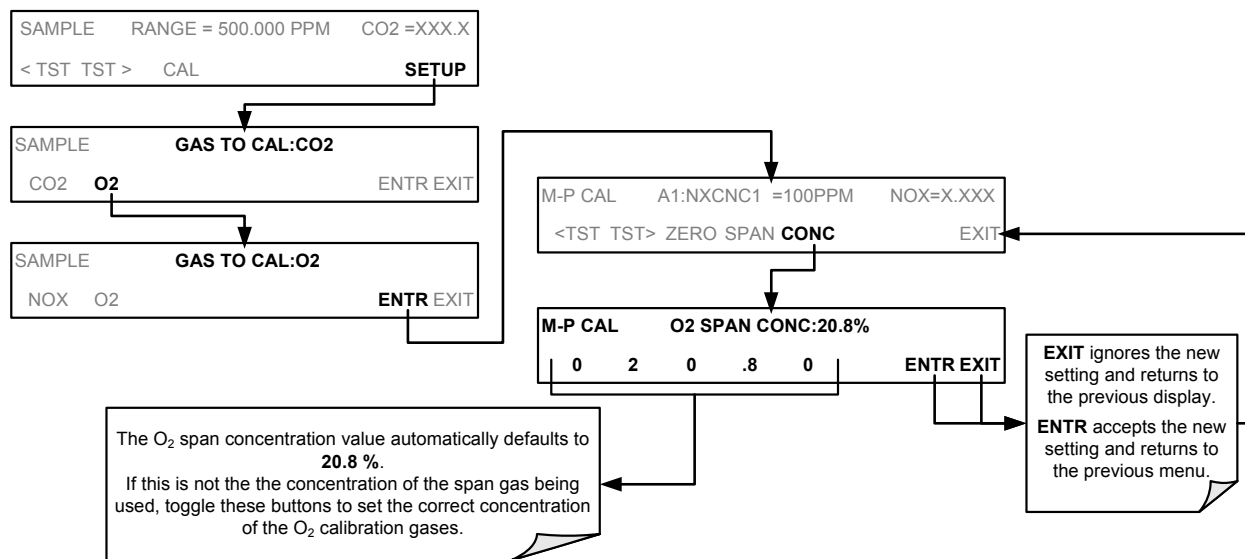 SAMPLE RANGE = 500.000 PPM CO2 =XXX.X
< TST TST > CAL SETUP
SAMPLE GAS TO CAL:CO2
CO2 O2 ENTR EXIT
SAMPLE GAS TO CAL:O2
NOX O2 ENTR EXIT
M-P CAL A1:NXCNC1 =100PPM NOX=X.XXX
<TST TST> ZERO SPAN CONC EXIT
M-P CAL O2 SPAN CONC:20.8%
0 2 0 .8 0 ENTR EXIT
EXIT ignores the new
setting and returns to
the previous display.
ENTR accepts the new
setting and returns to
the previous menu.
The O₂ span concentration value automatically defaults to
20.8 %.
If this is not the the concentration of the span gas being
used, toggle these buttons to set the correct concentration
of the O₂ calibration gases.